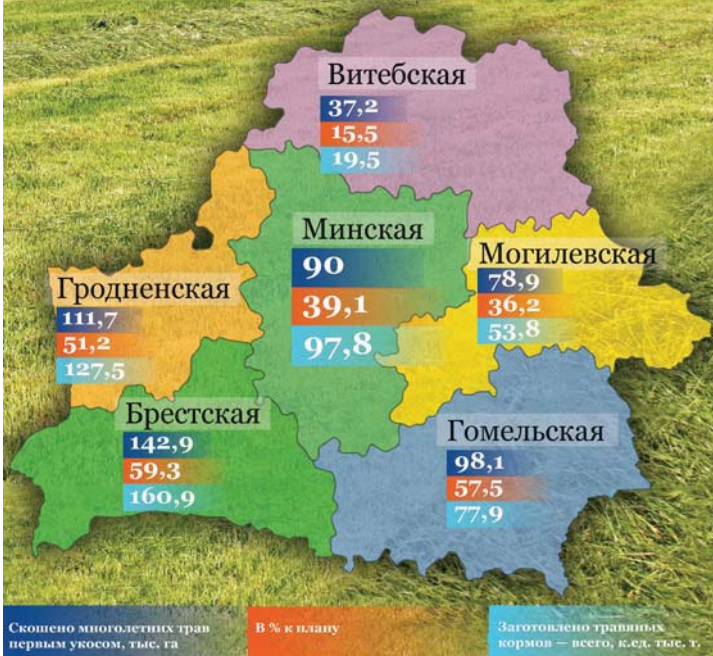 Витебская
37,2
15,5
19,5
Минская
90
39,1
97,8
Могилевская
78,9
36,2
53,8
Гродненская
111,7
51,2
127,5
Брестская
142,9
59,3
160,9
Гомельская
98,1
57,5
77,9
Скошено многолетних трав
первым укосом, тыс. га
В % к плану
Заготовлено травяных
кормов — всего, к.ед. тыс. т.